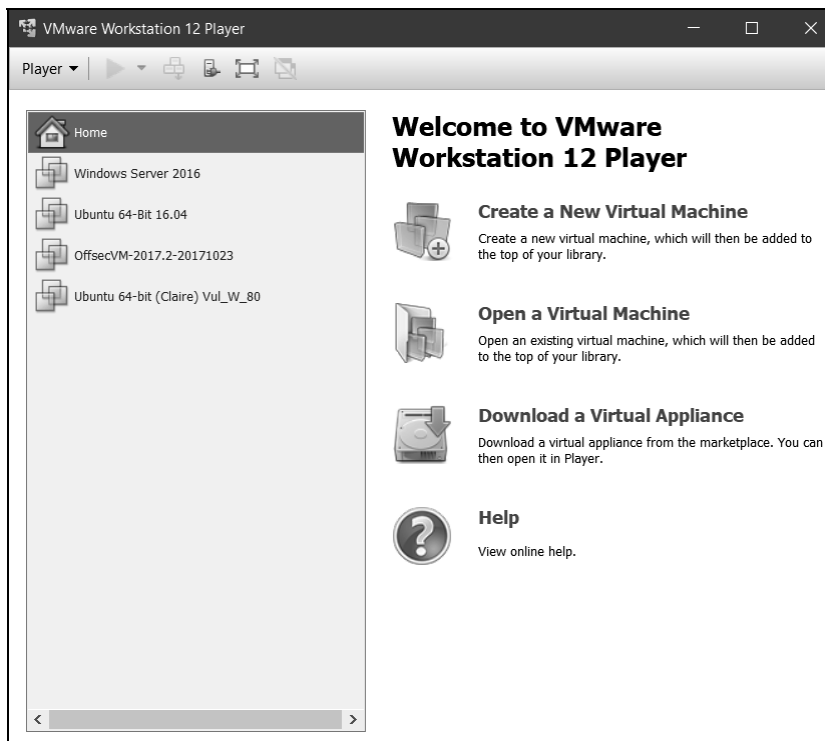 VMware Workstation 12 Player
Player
Home
Windows Server 2016
Ubuntu 64-Bit 16.04
OffsecVM-2017.2-20171023
Ubuntu 64-bit (Claire) Vul_W_80
Welcome to VMware
Workstation 12 Player
Create a New Virtual Machine
Create a new virtual machine, which will then be added to
the top of your library.
Open a Virtual Machine
Open an existing virtual machine, which will then be added
to the top of your library.
Download a Virtual Appliance
Download a virtual appliance from the marketplace. You can
then open it in Player.
Help
View online help.